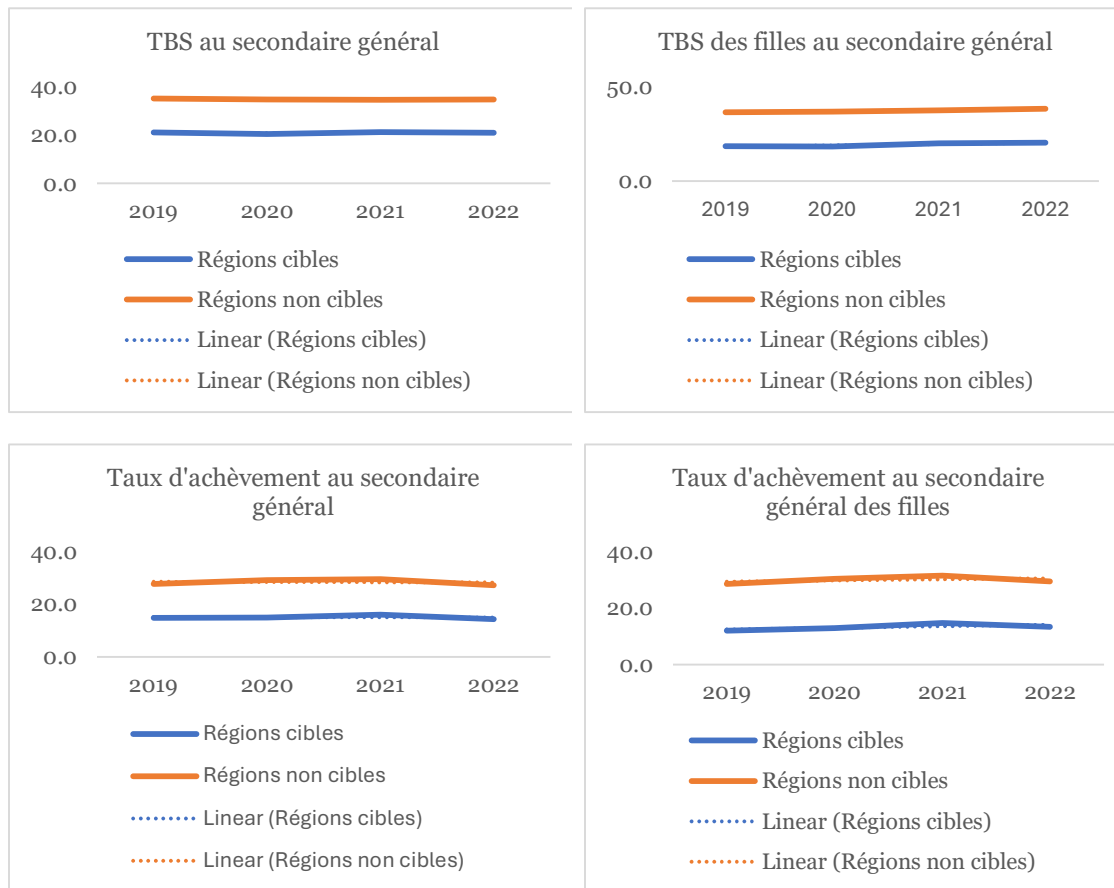 TBS au secondaire général
40.0
20.0
0.0
2019 2020 2021 2022
Régions cibles
Régions non cibles
Linear (Régions cibles)
Linear (Régions non cibles)
TBS des filles au secondaire général
50.0
0.0
2019 2020 2021 2022
Régions cibles
Régions non cibles
Linear (Régions cibles)
Linear (Régions non cibles)
Taux d'achèvement au secondaire
général
40.0
20.0
0.0
2019 2020 2021 2022
Régions cibles
Régions non cibles
Linear (Régions cibles)
Linear (Régions non cibles)
Taux d'achèvement au secondaire
général des filles
40.0
20.0
0.0
2019 2020 2021 2022
Régions cibles
Régions non cibles
Linear (Régions cibles)
Linear (Régions non cibles)